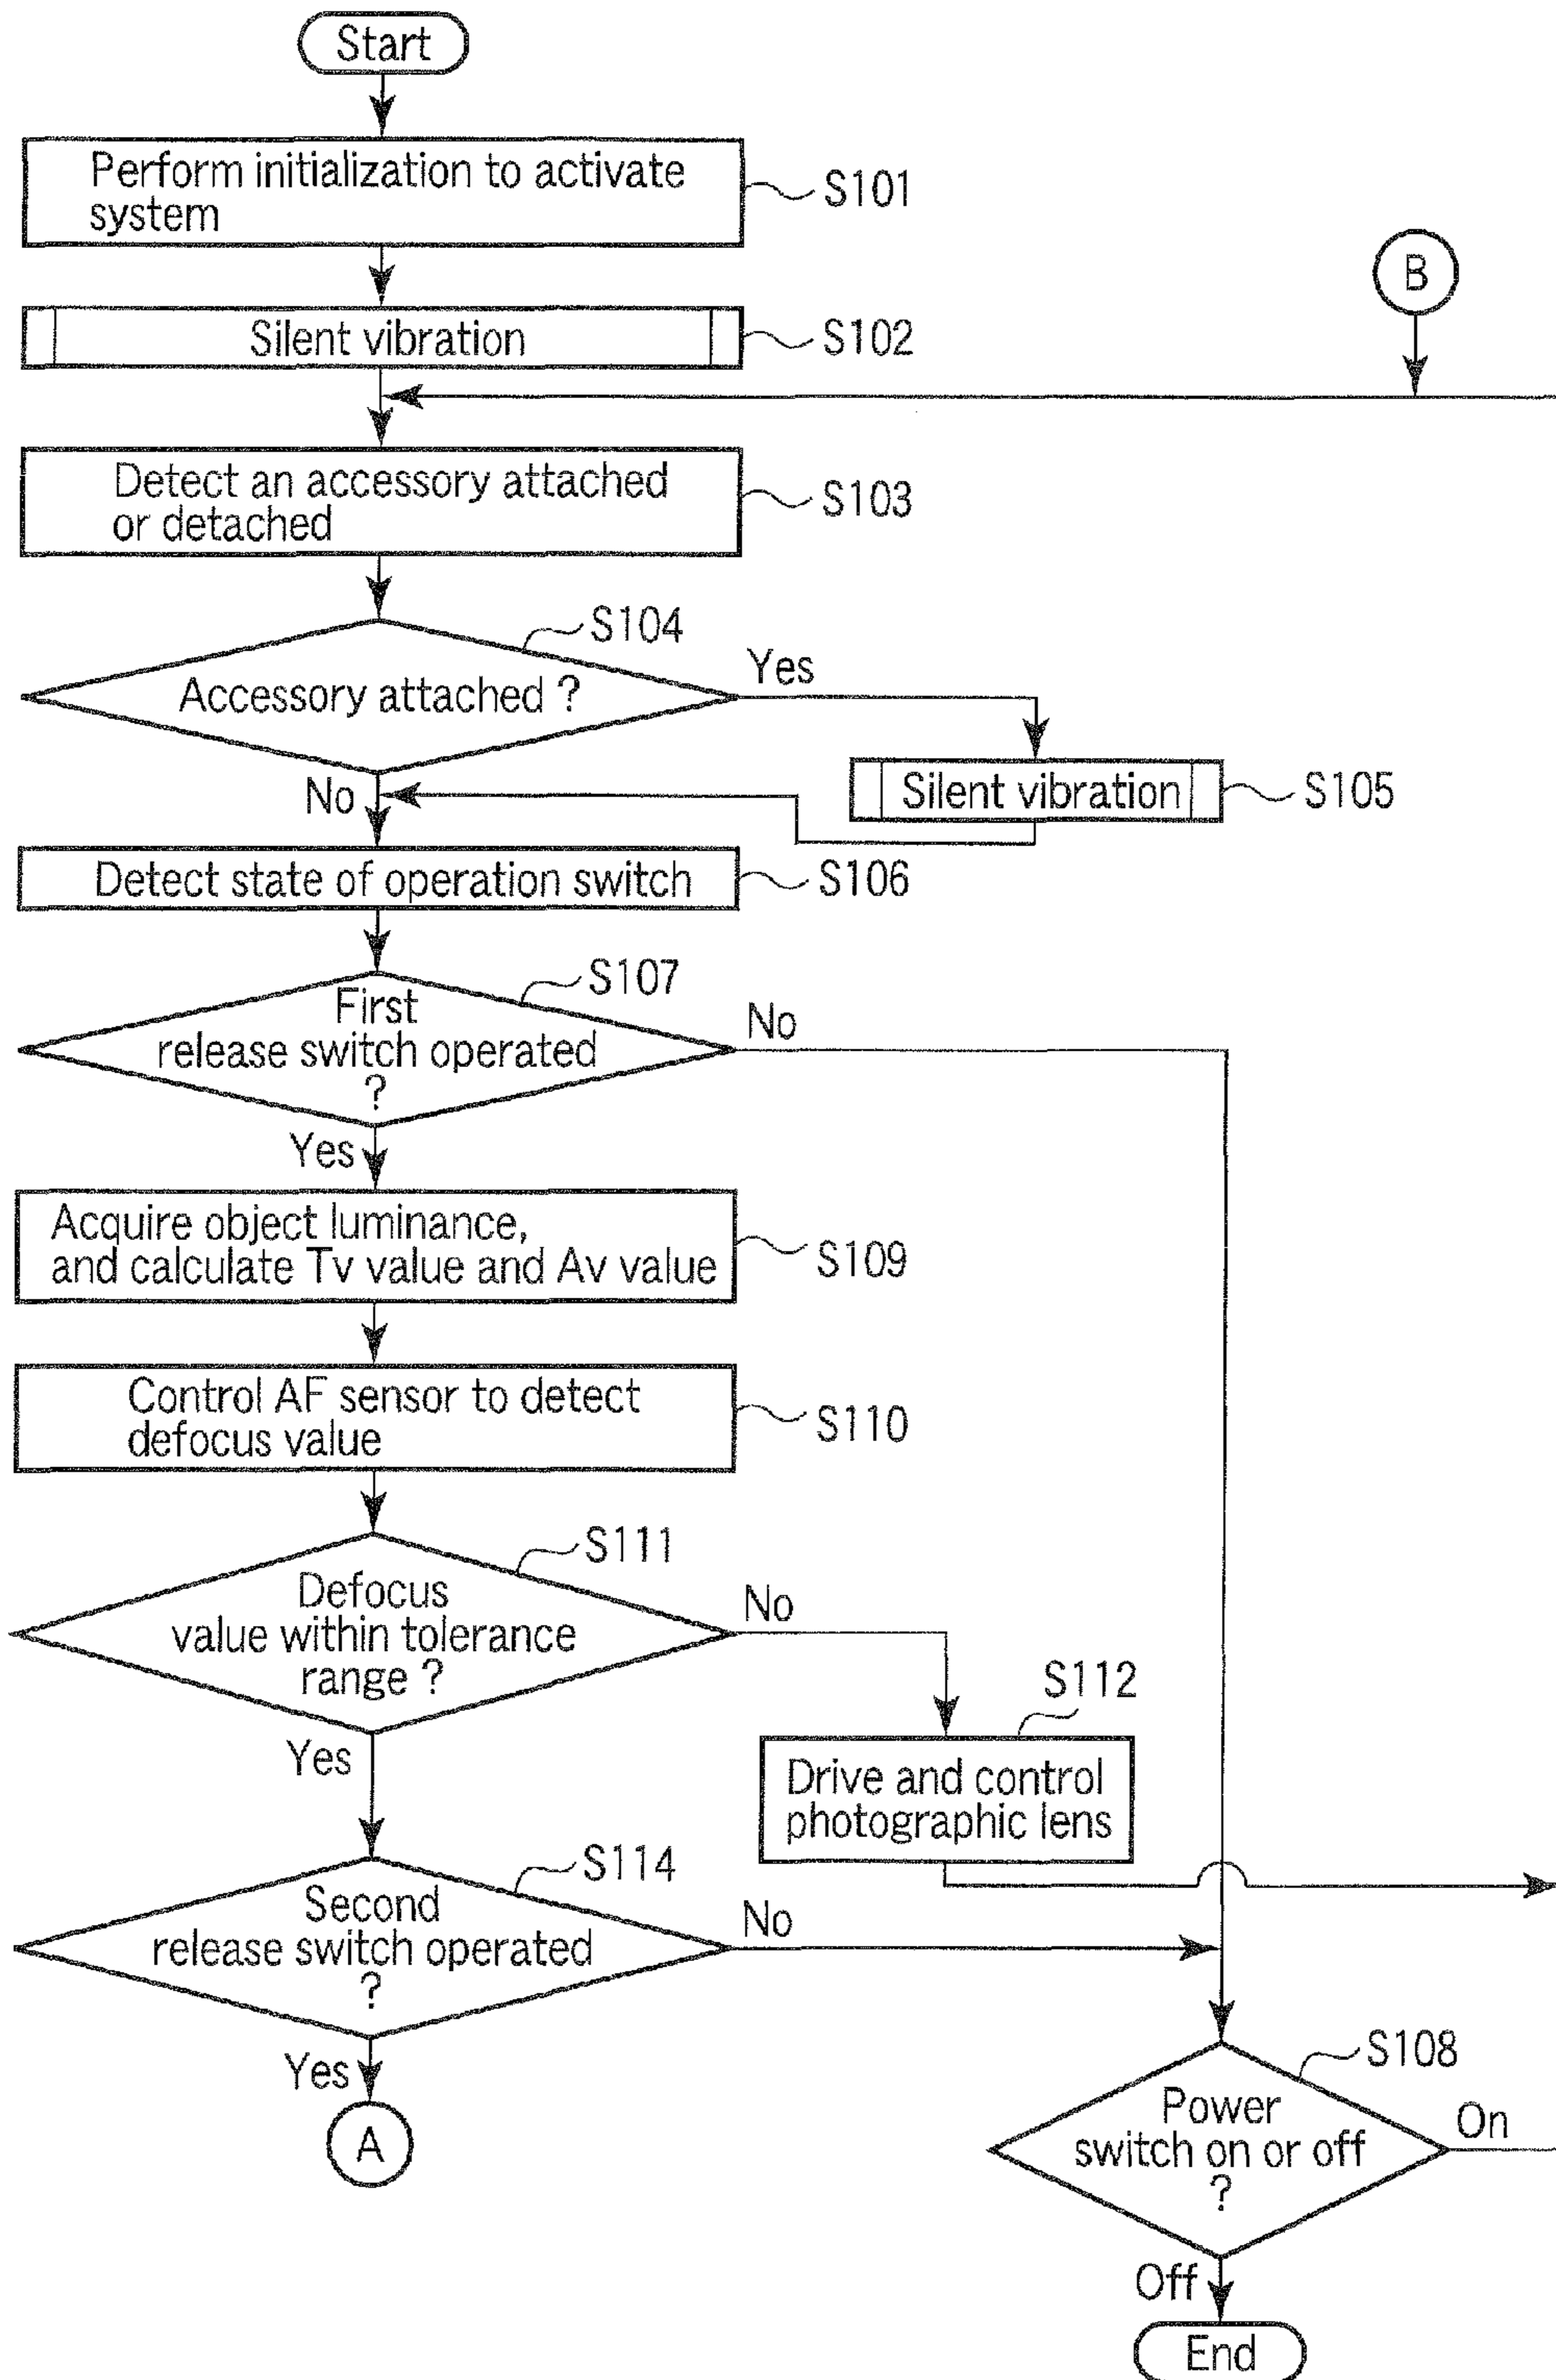 Start
Perform initialization to activate
system
S101
B
Silent vibration
S102
Detect an accessory attached
or detached
S103
S104
Accessory attached ?
Yes
No
Silent vibration
S105
Detect state of operation switch
S106
S107
First
release switch operated
?
No
Yes
Acquire object luminance,
and calculate Tv value and Av value
S109
Control AF sensor to detect
defocus value
S110
S111
Defocus
value within tolerance
range ?
No
Yes
S112
Drive and control
photographic lens
S114
Second
release switch operated
?
No
Yes
A
S108
Power
switch on or off
?
On
Off
End